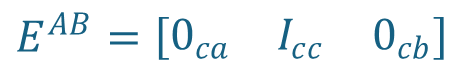 E^{AB} = [0_{ca} I_{cc} 0_{cb}]